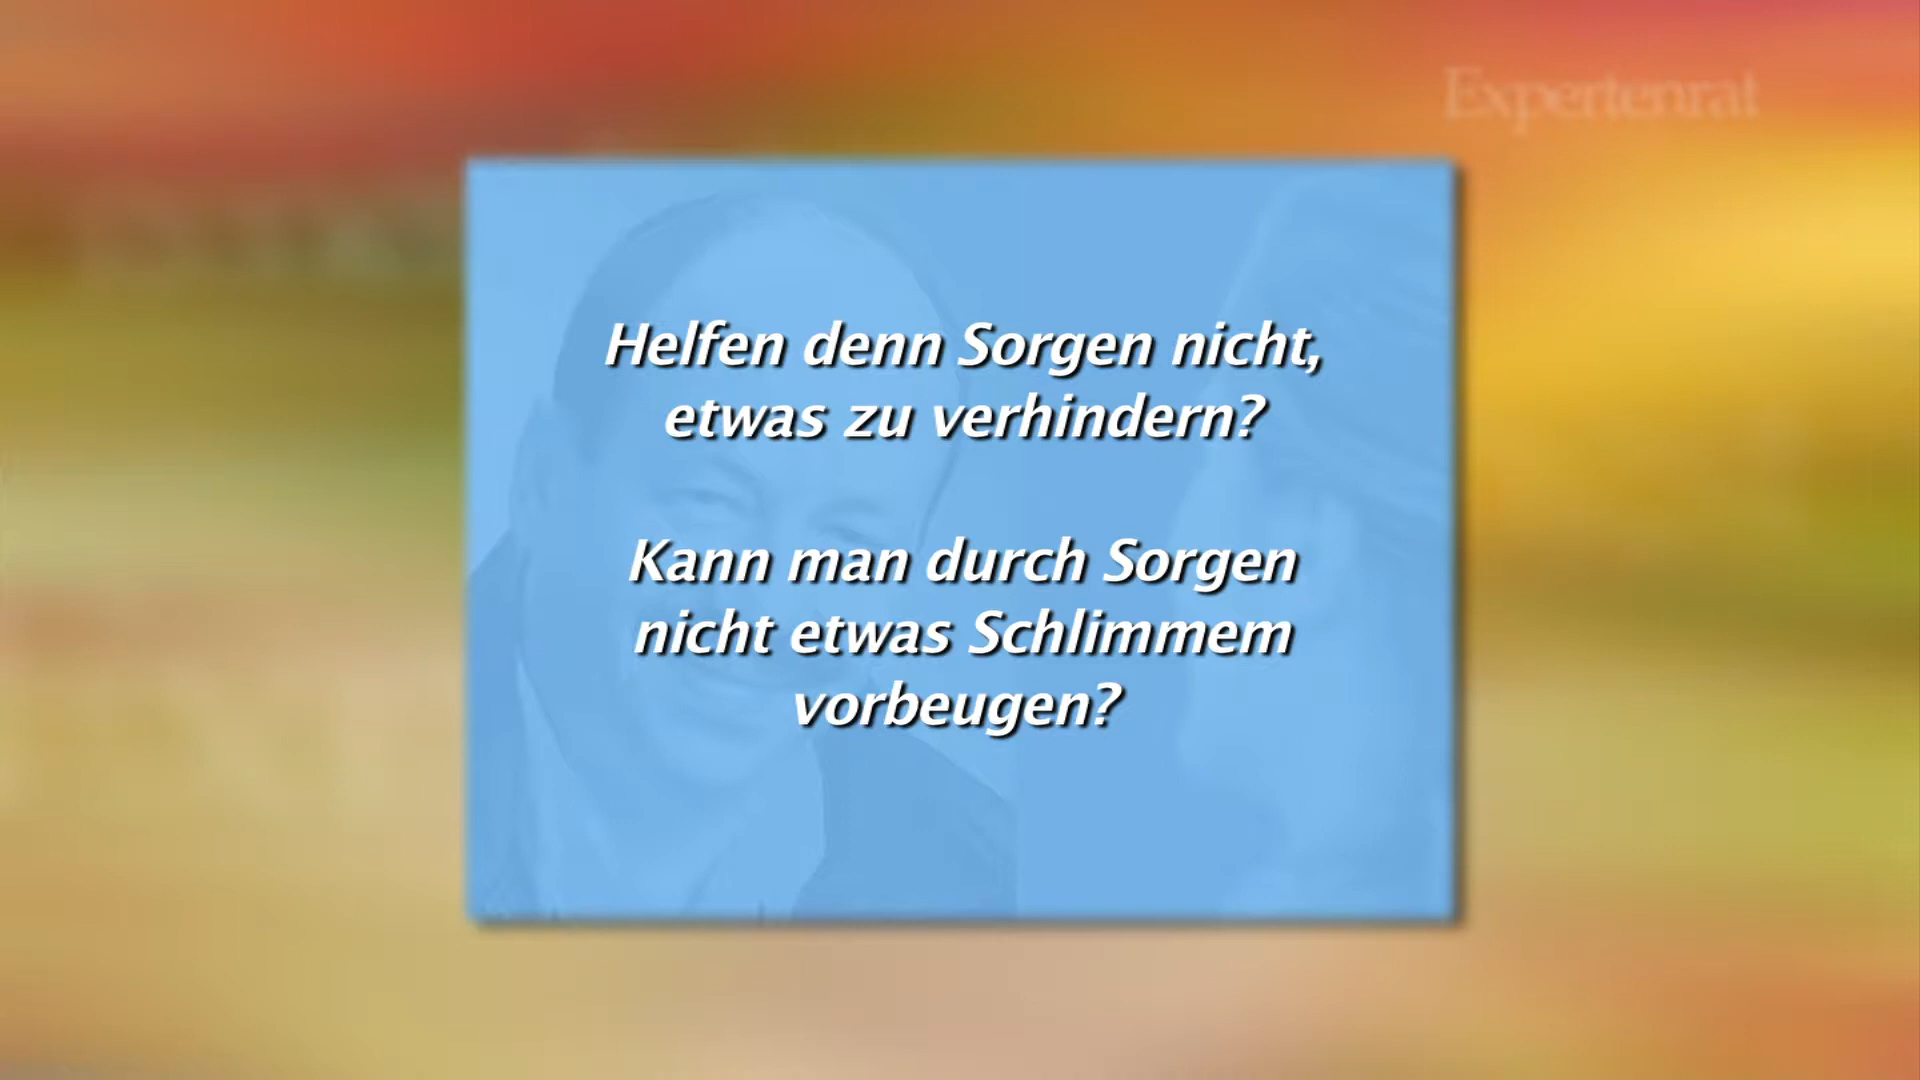 Expertenrat
Helfen denn Sorgen nicht,
etwas zu verhindern?
Kann man durch Sorgen
nicht etwas Schlimmem
vorbeugen?